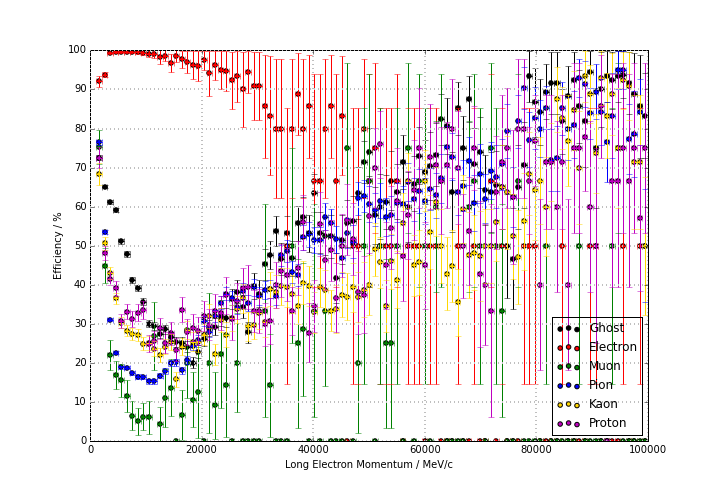 100
90
80
70
60
50
40
30
20
10
0
Efficiency / %
0 20000 40000 60000 80000 100000
Long Electron Momentum / MeV/c
Ghost
Electron
Muon
Pion
Kaon
Proton